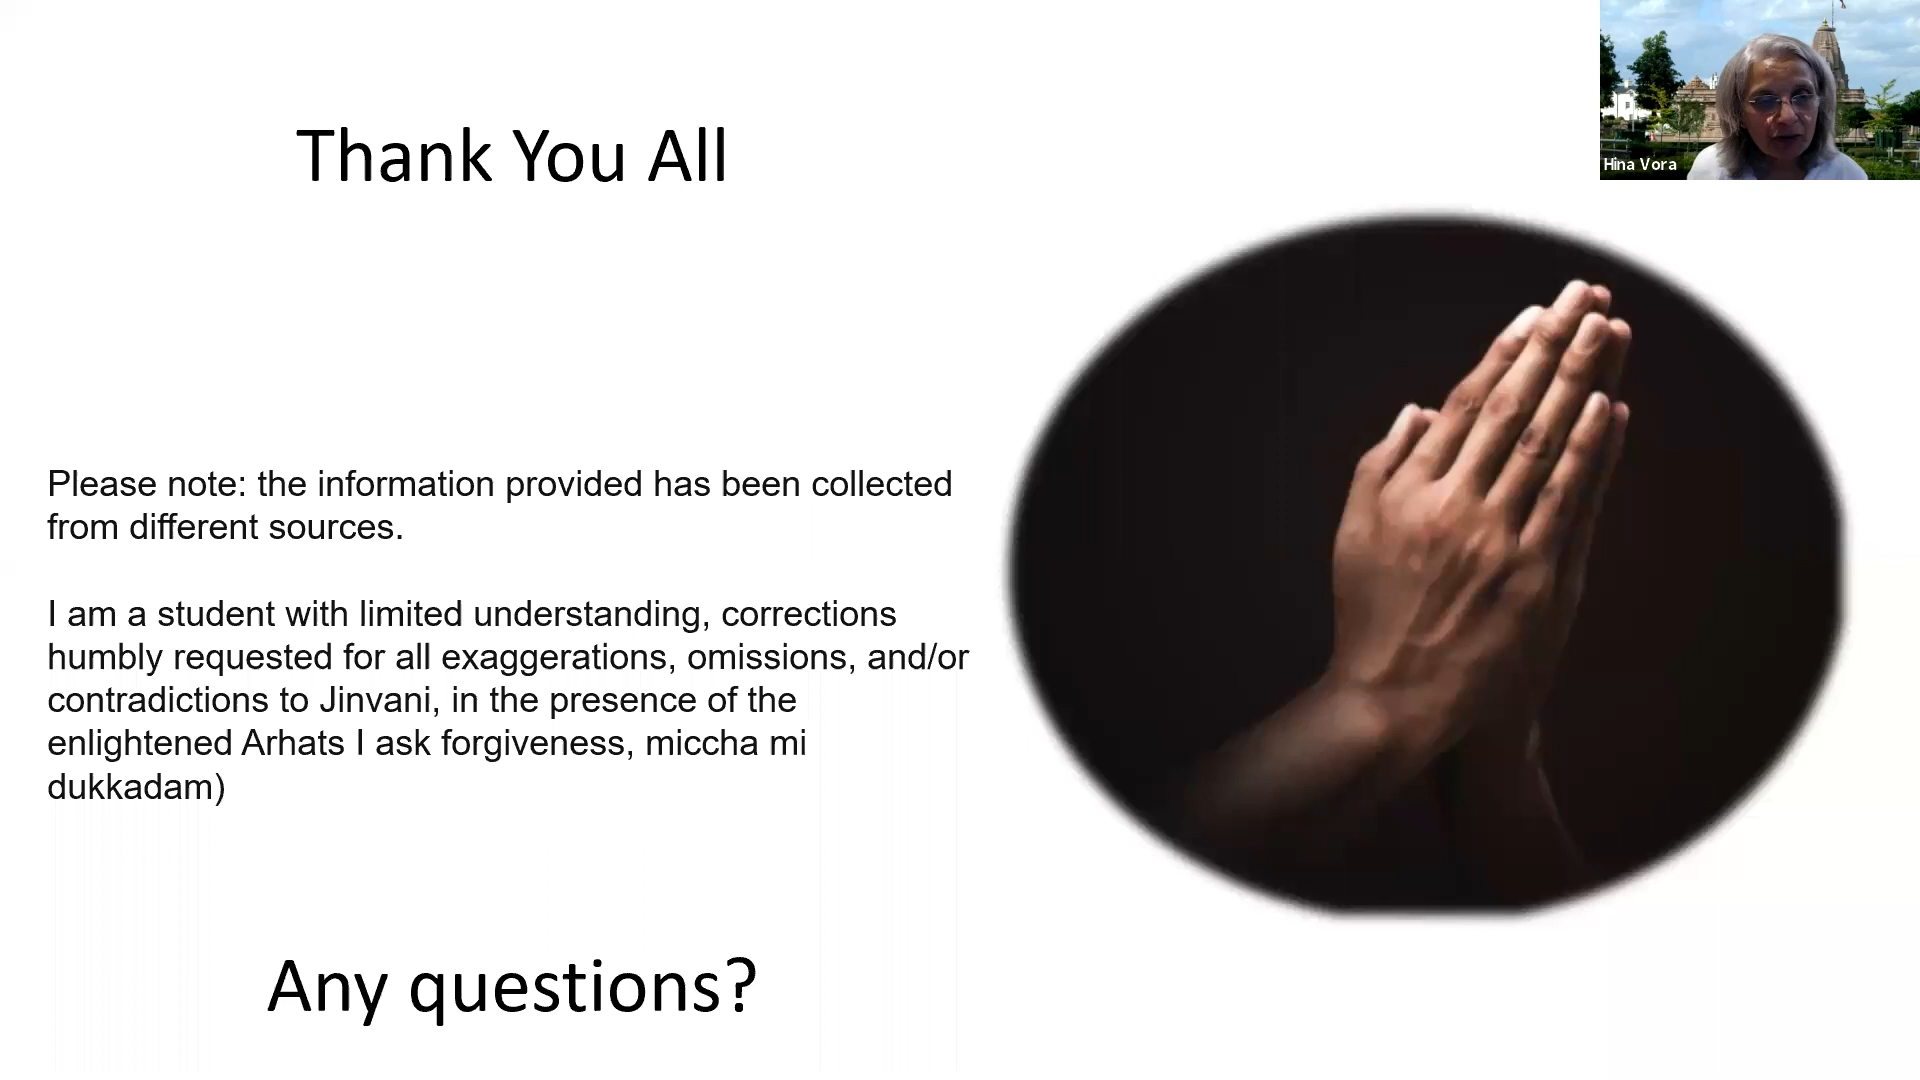 Thank You All
Hina Vora
Please note: the information provided has been collected
from different sources.
I am a student with limited understanding, corrections
humbly requested for all exaggerations, omissions, and/or
contradictions to Jinvani, in the presence of the
enlightened Arhats I ask forgiveness, miccha mi
dukkadam)
Any questions?